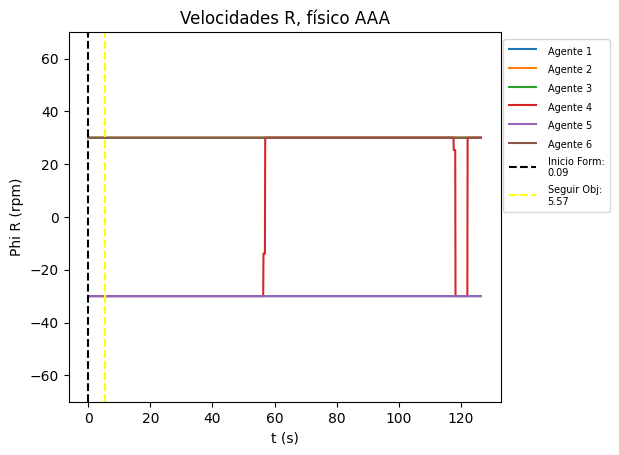 Velocidades R, físico AAA
Phi R (rpm)
60
40
20
0
−20
−40
−60
0
20
40
60
80
100
120
t (s)
Agente 1
Agente 2
Agente 3
Agente 4
Agente 5
Agente 6
Inicio Form:
0.09
Seguir Obj:
5.57